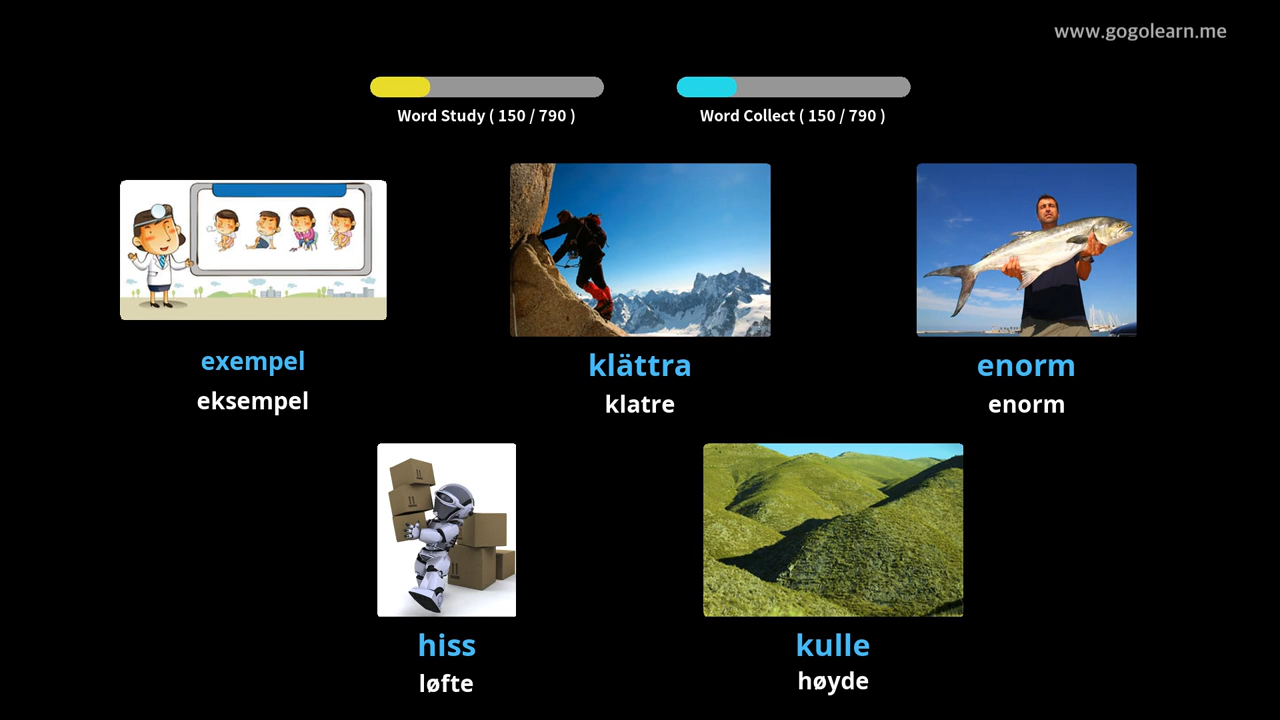 www.gogolearn.me
Word Study ( 150 / 790 )
Word Collect ( 150 / 790 )
exempel
eksempel
klättra
klatre
enorm
enorm
hiss
løfte
kulle
høyde